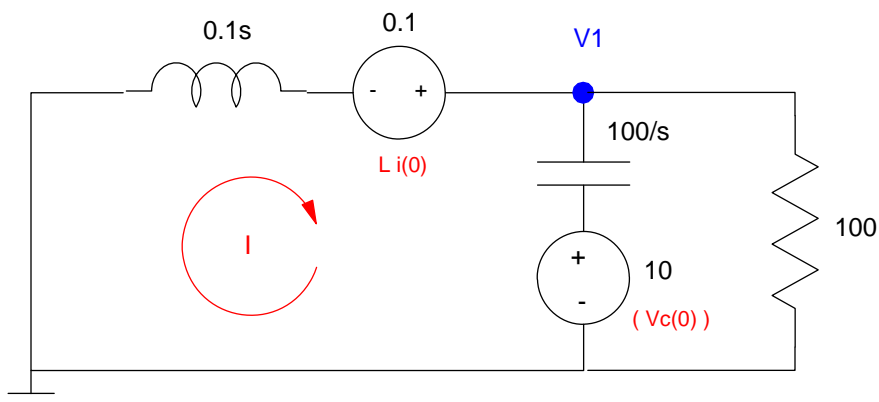 0.1s
0.1
V1
- +
L i(0)
100/s
I
100
+
10
-
( Vc(0) )